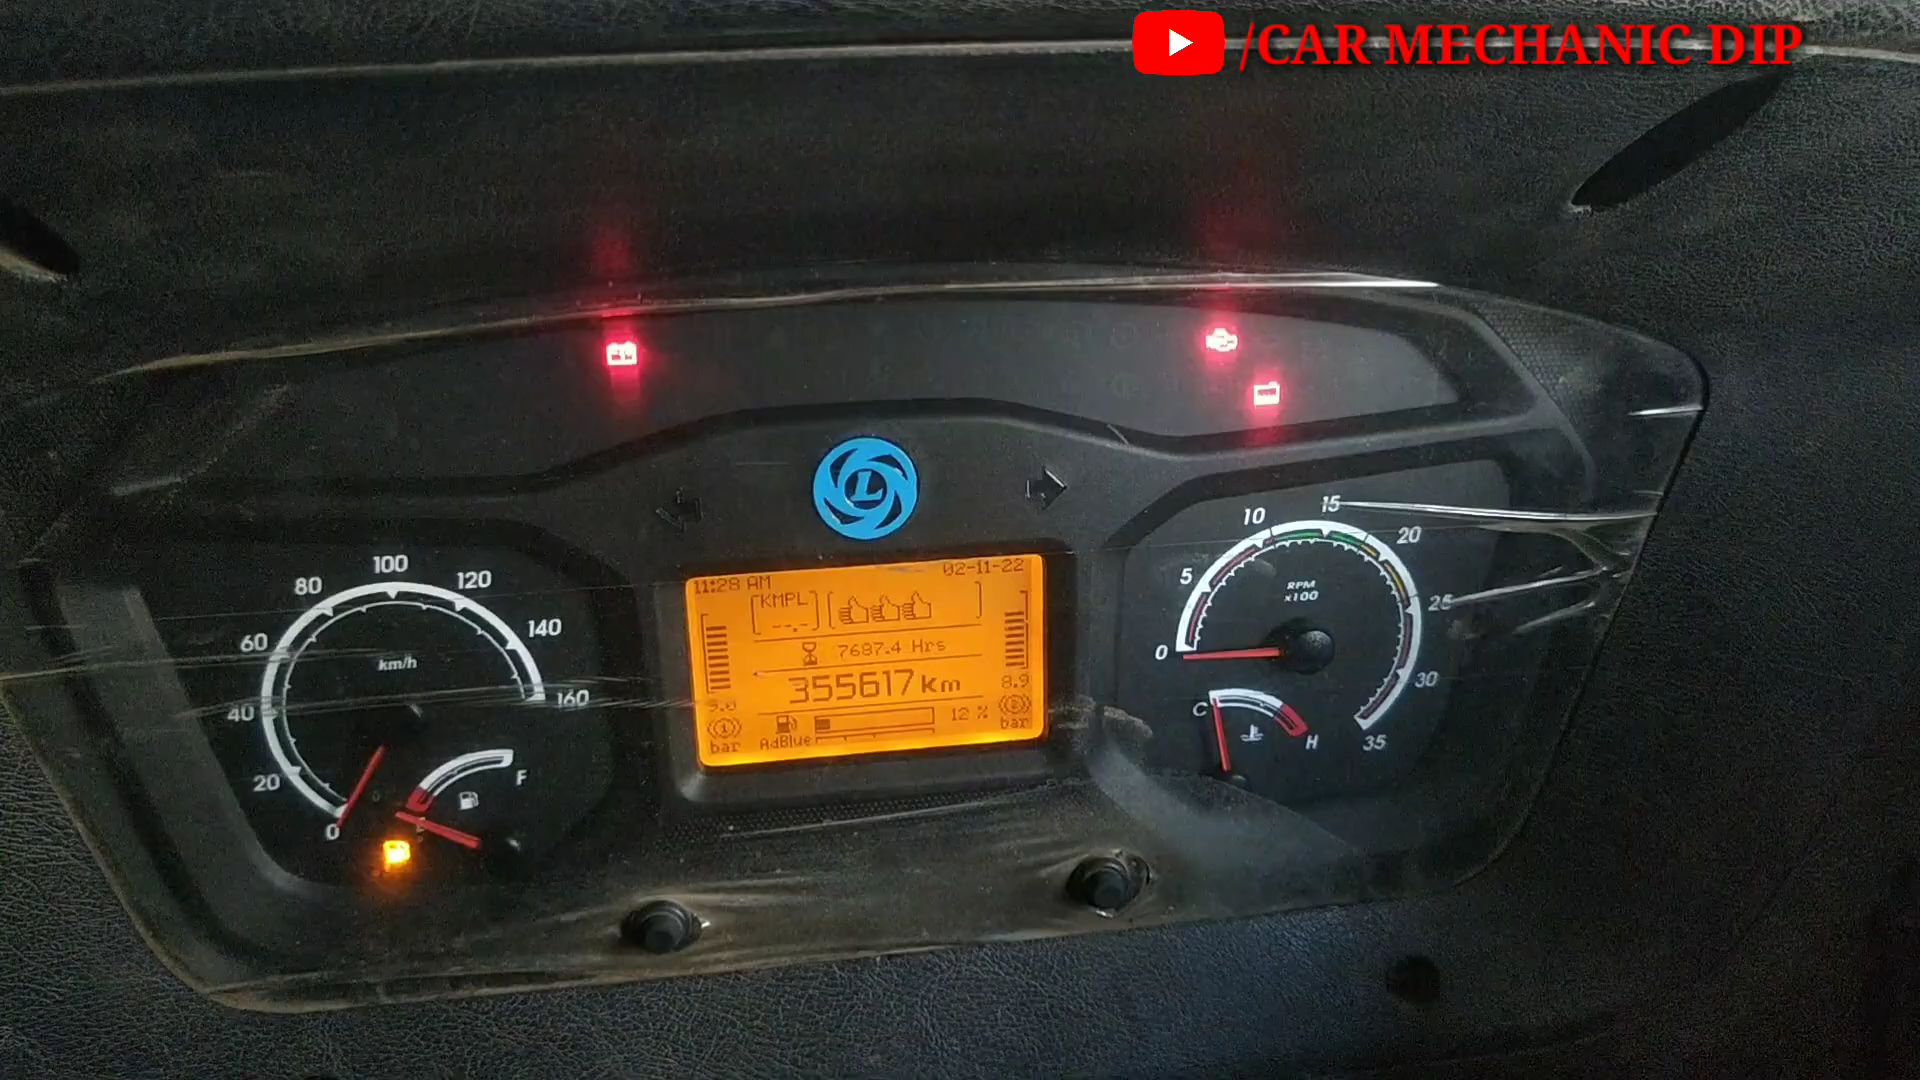 /CAR MECHANIC DIP
11:28 AM
02-11-22
KMPL
--.-
7687.4 Hrs
355617 Km
9.0
bar
8.9
bar
AdBlue
12 %
L
0
20
40
60
80
100
120
140
160
km/h
F
0
5
10
15
20
25
30
35
RPM
x100
C
H